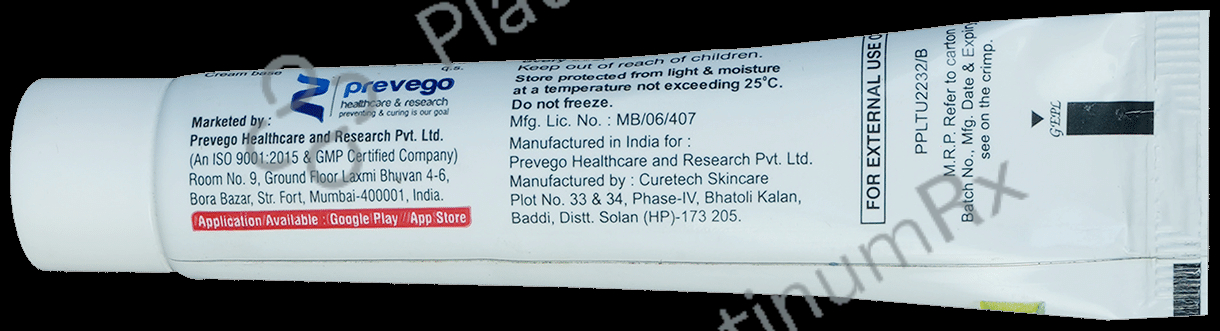 Cream base
q.s.
prevego
healthcare & research
preventing & curing is our goal
Marketed by :
Prevego Healthcare and Research Pvt. Ltd.
(An ISO 9001:2015 & GMP Certified Company)
Room No. 9, Ground Floor Laxmi Bhuvan 4-6,
Bora Bazar, Str. Fort, Mumbai-400001, India.
Application Available : Google Play / App Store
Keep out of reach of children.
Store protected from light & moisture
at a temperature not exceeding 25°C.
Do not freeze.
Mfg. Lic. No. : MB/06/407
Manufactured in India for :
Prevego Healthcare and Research Pvt. Ltd.
Manufactured by : Curetech Skincare
Plot No. 33 & 34, Phase-IV, Bhatoli Kalan,
Baddi, Distt. Solan (HP)-173 205.
FOR EXTERNAL USE
PPLTU2232/B
M.R.P. Refer to carton
Batch No., Mfg. Date & Expiry
see on the crimp.
GEPL
PlatinumRx